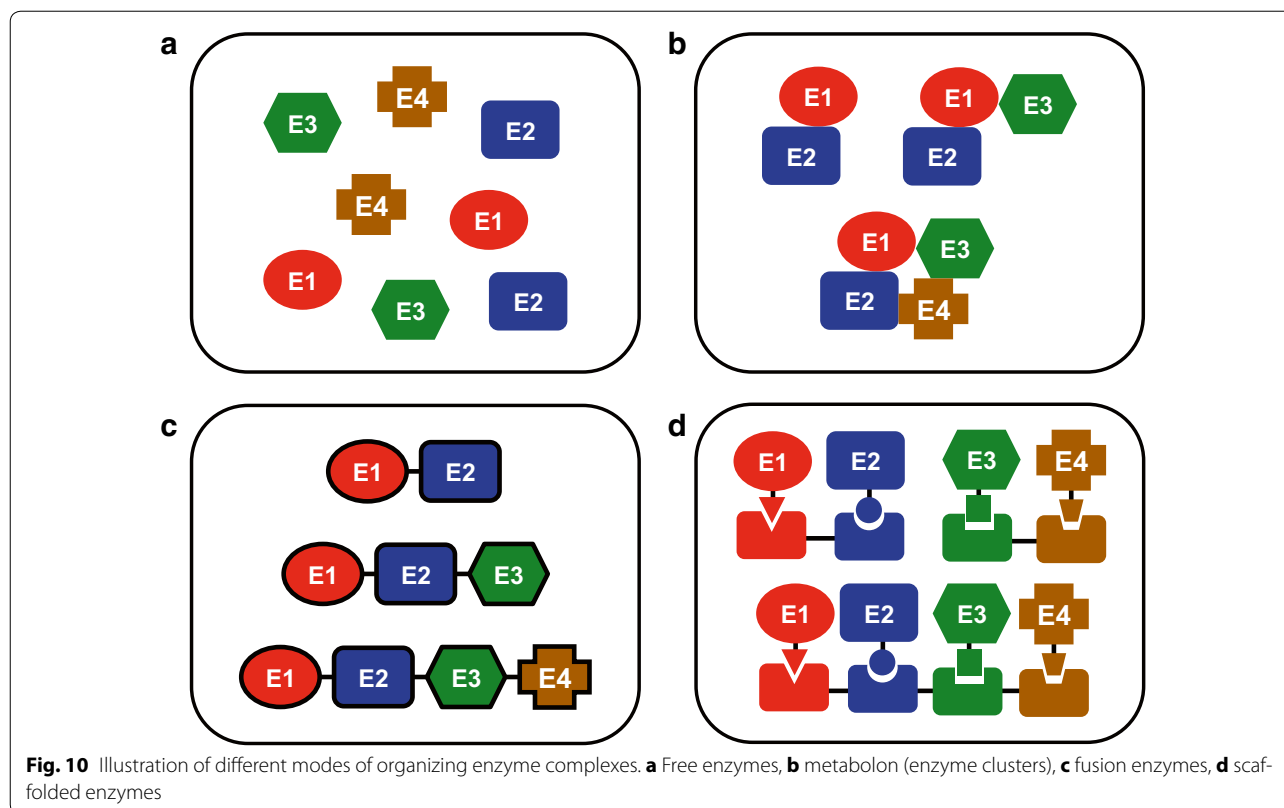 a
E3 E4 E2
E4 E1
E1 E3 E2
b
E1 E1 E3
E2 E2
E1 E3
E2 E4
c
E1 E2
E1 E2 E3
E1 E2 E3 E4
d
E1 E2 E3 E4
E1 E2 E3 E4
Fig. 10 Illustration of different modes of organizing enzyme complexes. a Free enzymes, b metabolon (enzyme clusters), c fusion enzymes, d scaf-
folded enzymes